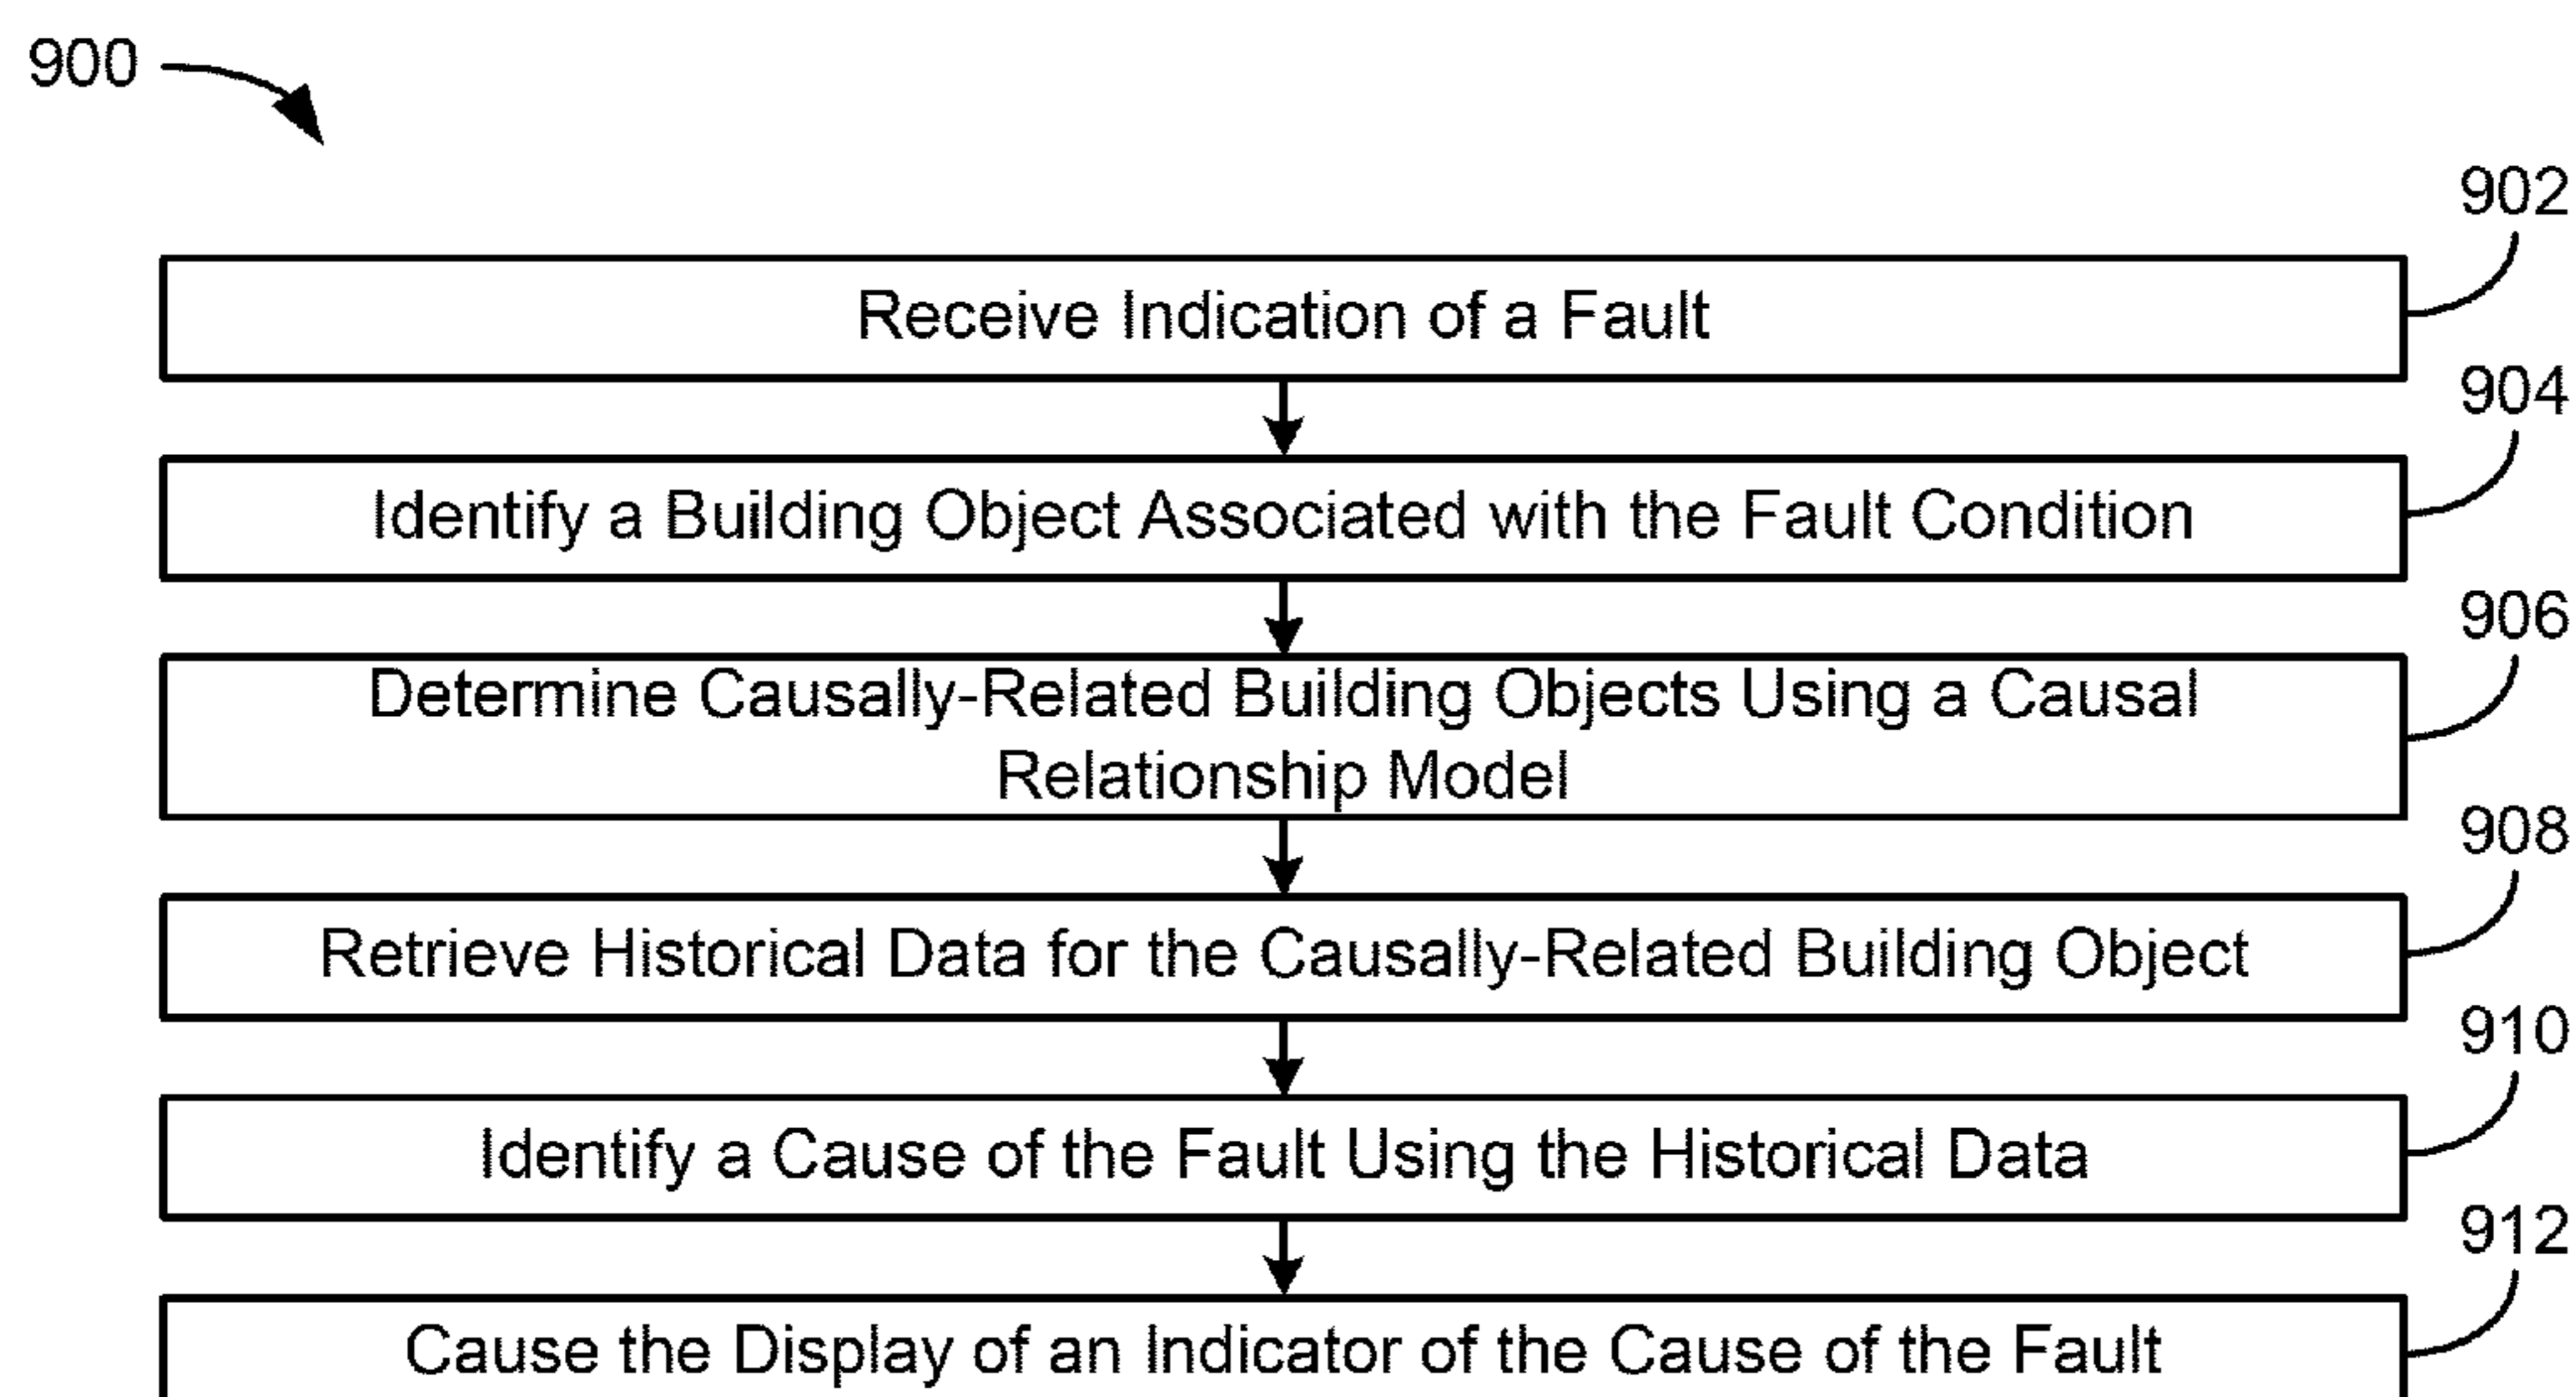 900
902
Receive Indication of a Fault
904
Identify a Building Object Associated with the Fault Condition
906
Determine Causally-Related Building Objects Using a Causal
Relationship Model
908
Retrieve Historical Data for the Causally-Related Building Object
910
Identify a Cause of the Fault Using the Historical Data
912
Cause the Display of an Indicator of the Cause of the Fault